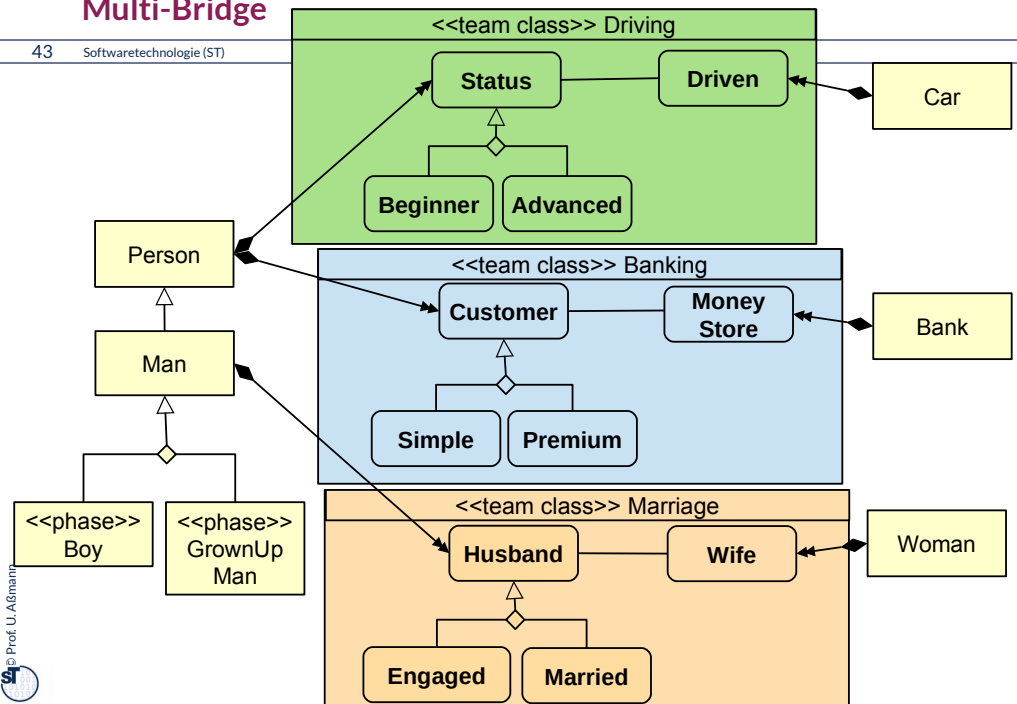 Multi-Bridge
43 Softwaretechnologie (ST)
<<team class>> Driving
Status
Driven
Car
Beginner
Advanced
Person
<<team class>> Banking
Customer
Money
Store
Bank
Man
Simple
Premium
<<phase>>
Boy
<<phase>>
GrownUp
Man
<<team class>> Marriage
Husband
Wife
Woman
Engaged
Married
© Prof. U. Aßmann
ST